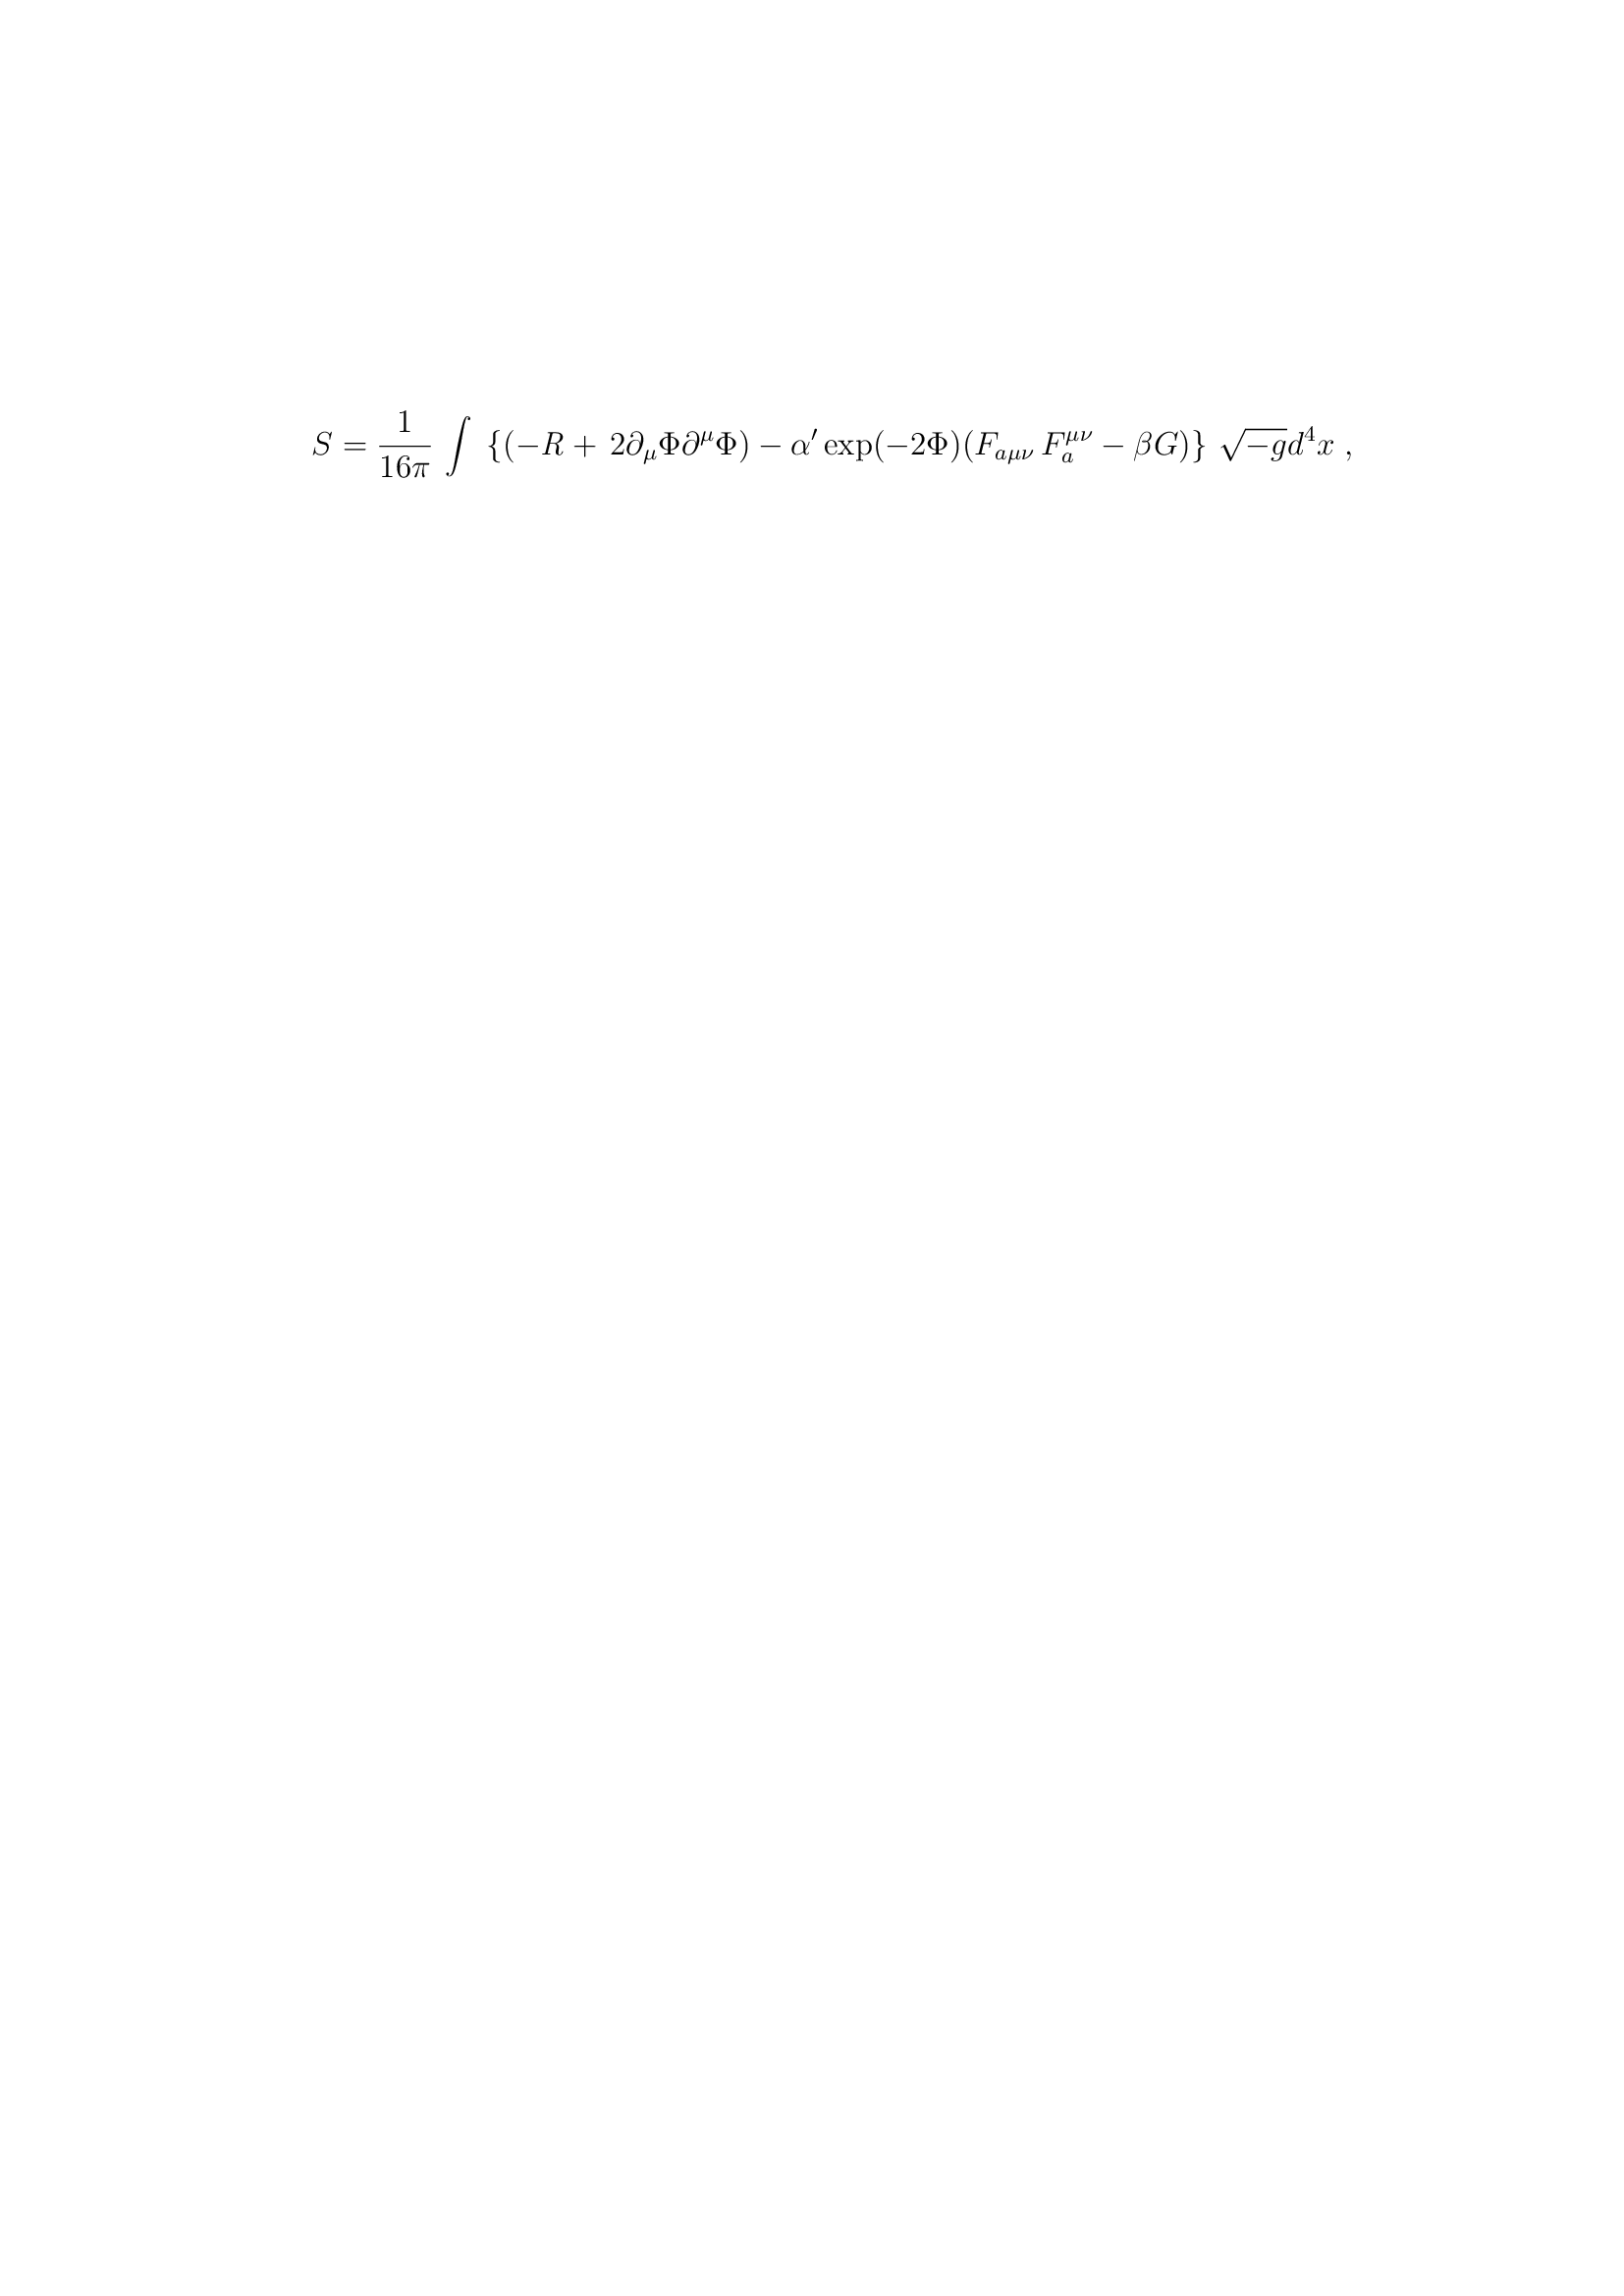 $S = \frac{1}{16\pi} \int \{(-R + 2\partial_\mu \Phi \partial^\mu \Phi) - \alpha' \exp(-2\Phi)(F_{a\mu\nu} F_a^{\mu\nu} - \beta G)\} \sqrt{-g} d^4x ,$